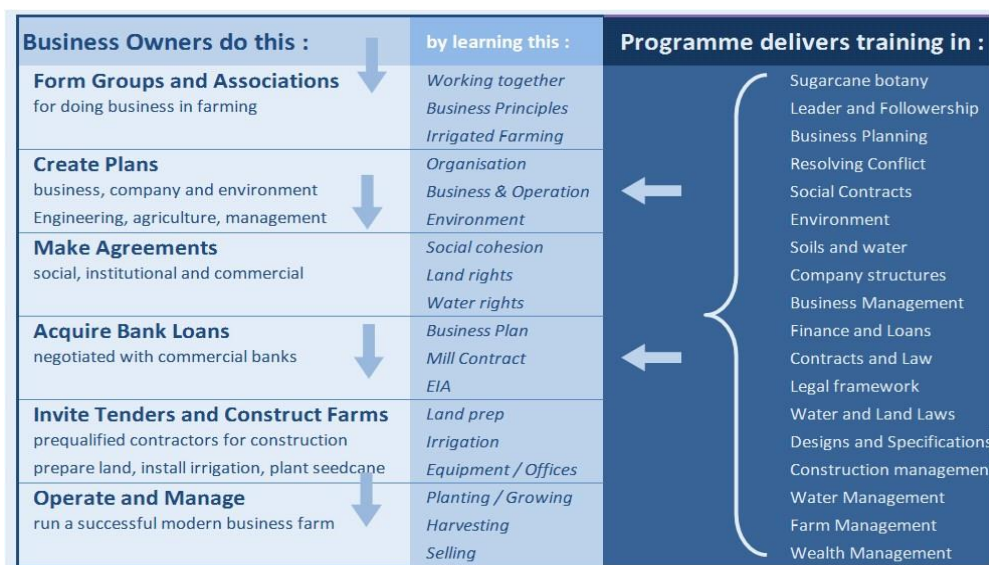 Business Owners do this :
Form Groups and Associations
for doing business in farming
Create Plans
business, company and environment
Engineering, agriculture, management
Make Agreements
social, institutional and commercial
Acquire Bank Loans
negotiated with commercial banks
Invite Tenders and Construct Farms
prequalified contractors for construction
prepare land, install irrigation, plant seedcane
Operate and Manage
run a successful modern business farm
by learning this :
Working together
Business Principles
Irrigated Farming
Organisation
Business & Operation
Environment
Social cohesion
Land rights
Water rights
Business Plan
Mill Contract
EIA
Land prep
Irrigation
Equipment / Offices
Planting / Growing
Harvesting
Selling
Programme delivers training in :
Sugarcane botany
Leader and Followership
Business Planning
Resolving Conflict
Social Contracts
Environment
Soils and water
Company structures
Business Management
Finance and Loans
Contracts and Law
Legal framework
Water and Land Laws
Designs and Specifications
Construction managemen
Water Management
Farm Management
Wealth Management